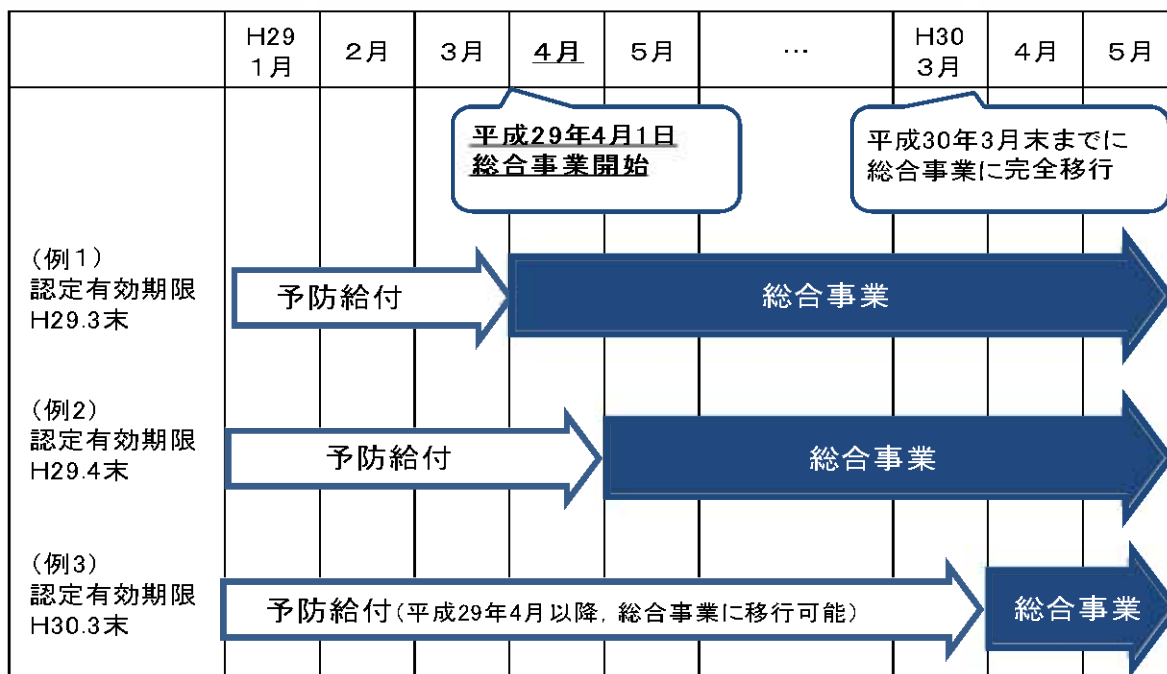 H29
1月
2月
3月
4月
5月
…
H30
3月
4月
5月
平成29年4月1日
総合事業開始
平成30年3月末までに
総合事業に完全移行
（例１）
認定有効期限
H29.3末
予防給付
総合事業
（例2）
認定有効期限
H29.4末
予防給付
総合事業
（例3）
認定有効期限
H30.3末
予防給付（平成29年4月以降，総合事業に移行可能）
総合事業